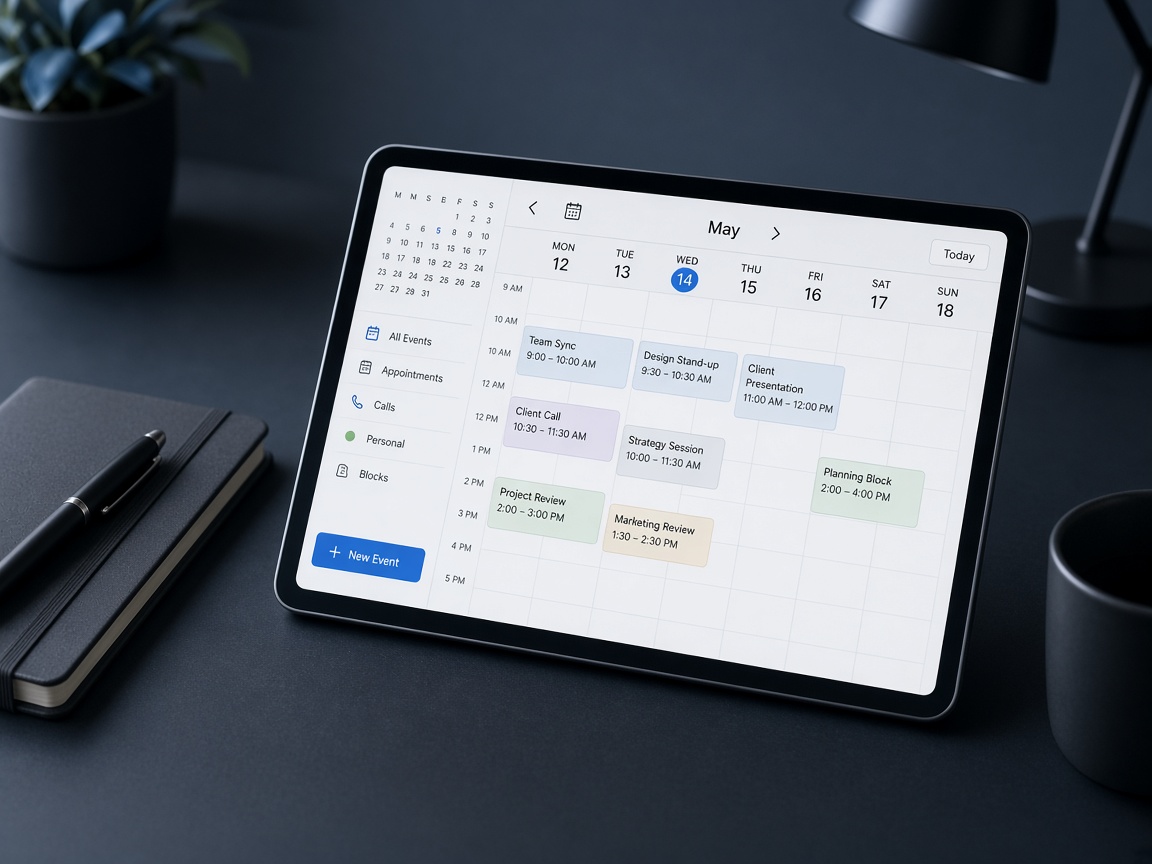 M M S B F S S
1 2 3
4 5 6 5 8 9 10
9 10 11 13 15 16 17
18 17 18 19 22 23 24
23 24 24 25 26 28
27 27 29 31
All Events
Appointments
Calls
Personal
Blocks
+ New Event
May
Today
MON TUE WED THU FRI SAT SUN
12 13 14 15 16 17 18
9 AM
10 AM
10 AM
12 AM
12 PM
1 PM
2 PM
3 PM
4 PM
5 PM
Team Sync
9:00 – 10:00 AM
Design Stand-up
9:30 – 10:30 AM
Client
Presentation
11:00 AM – 12:00 PM
Client Call
10:30 – 11:30 AM
Strategy Session
10:00 – 11:30 AM
Planning Block
2:00 – 4:00 PM
Project Review
2:00 – 3:00 PM
Marketing Review
1:30 – 2:30 PM